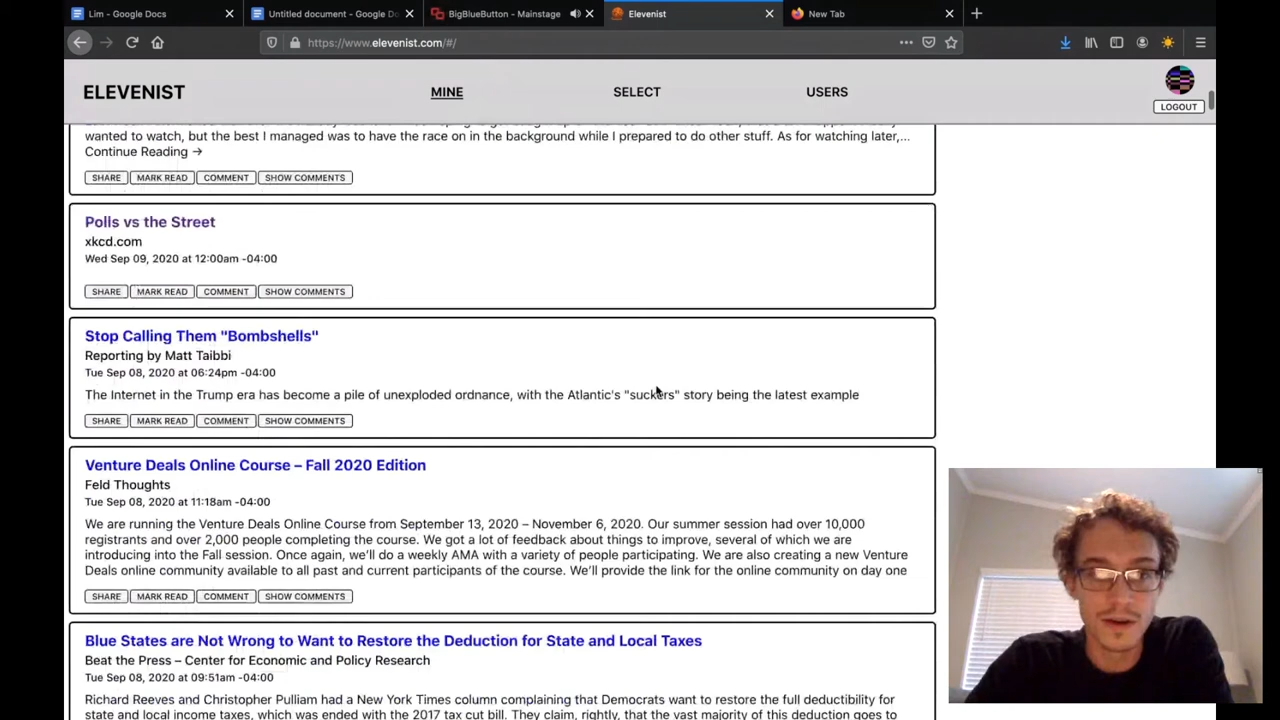 Lim - Google Docs
Untitled document - Google Do
BigBlueButton - Mainstage
Elevenist
New Tab
https://www.elevenist.com/#/
ELEVENIST
MINE
SELECT
USERS
LOGOUT
wanted to watch, but the best I managed was to have the race on in the background while I prepared to do other stuff. As for watching later,...
Continue Reading →
SHARE MARK READ COMMENT SHOW COMMENTS
Polls vs the Street
xkcd.com
Wed Sep 09, 2020 at 12:00am -04:00
SHARE MARK READ COMMENT SHOW COMMENTS
Stop Calling Them "Bombshells"
Reporting by Matt Taibbi
Tue Sep 08, 2020 at 06:24pm -04:00
The Internet in the Trump era has become a pile of unexploded ordnance, with the Atlantic's "suckers" story being the latest example
SHARE MARK READ COMMENT SHOW COMMENTS
Venture Deals Online Course – Fall 2020 Edition
Feld Thoughts
Tue Sep 08, 2020 at 11:18am -04:00
We are running the Venture Deals Online Course from September 13, 2020 – November 6, 2020. Our summer session had over 10,000
registrants and over 2,000 people completing the course. We got a lot of feedback about things to improve, several of which we are
introducing into the Fall session. Once again, we'll do a weekly AMA with a variety of people participating. We are also creating a new Venture
Deals online community available to all past and current participants of the course. We'll provide the link for the online community on day one
SHARE MARK READ COMMENT SHOW COMMENTS
Blue States are Not Wrong to Want to Restore the Deduction for State and Local Taxes
Beat the Press – Center for Economic and Policy Research
Tue Sep 08, 2020 at 09:51am -04:00
Richard Reeves and Christopher Pulliam had a New York Times column complaining that Democrats want to restore the full deductibility for
state and local income taxes, which was ended with the 2017 tax cut bill. They claim, rightly, that the vast majority of this deduction goes to